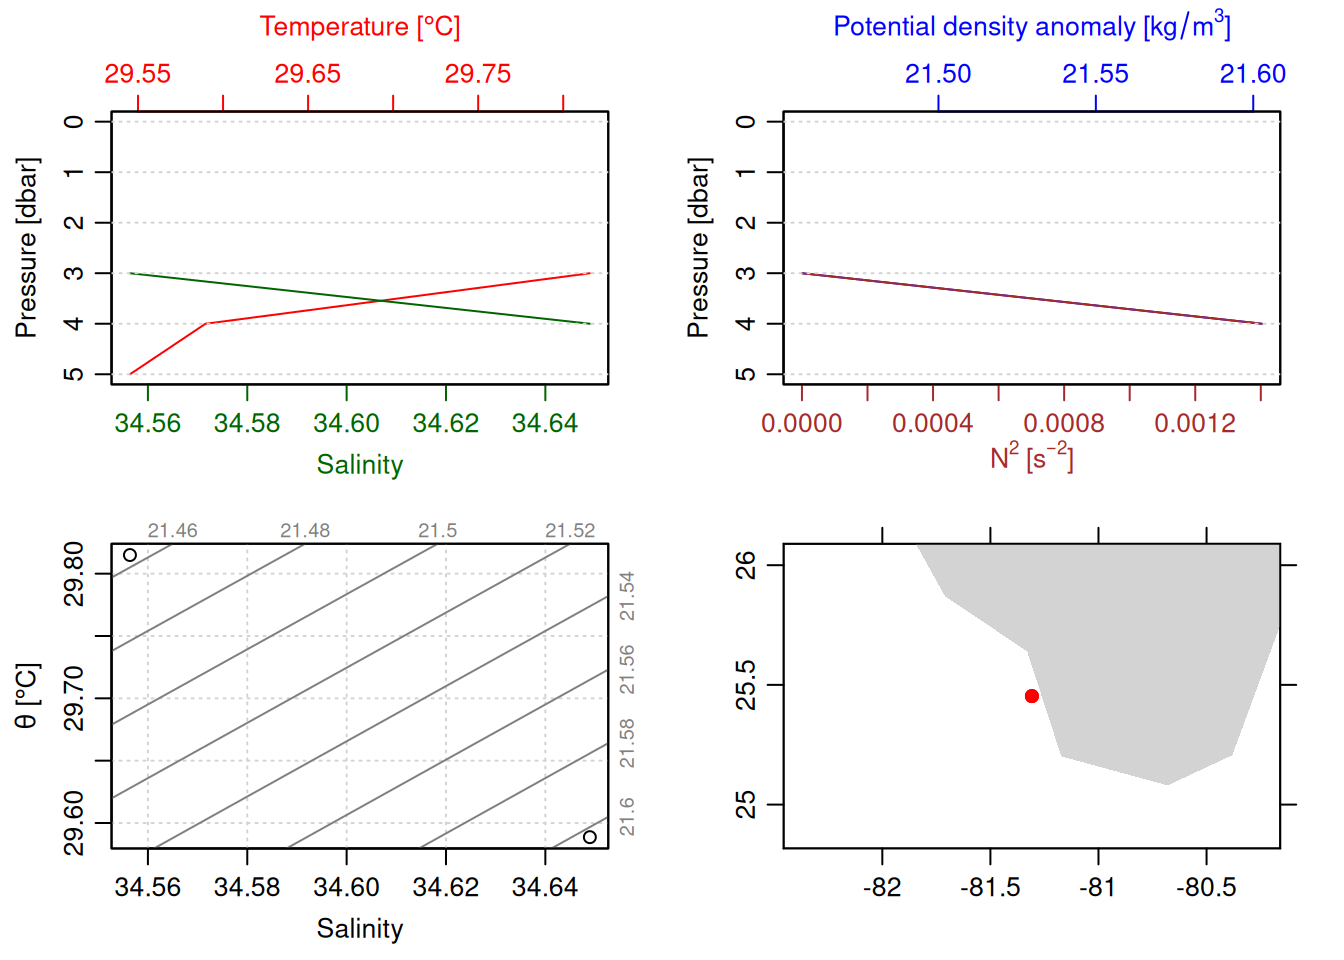 Temperature [°C]
29.55 29.65 29.75
0
1
2
3
4
5
Pressure [dbar]
34.56 34.58 34.60 34.62 34.64
Salinity
Potential density anomaly [kg/m³]
21.50 21.55 21.60
0
1
2
3
4
5
Pressure [dbar]
0.0000 0.0004 0.0008 0.0012
N² [s⁻²]
21.46 21.48 21.5 21.52
21.54
21.56
21.58
21.6
29.80
29.70
29.60
θ [°C]
34.56 34.58 34.60 34.62 34.64
Salinity
26
25.5
25
-82 -81.5 -81 -80.5